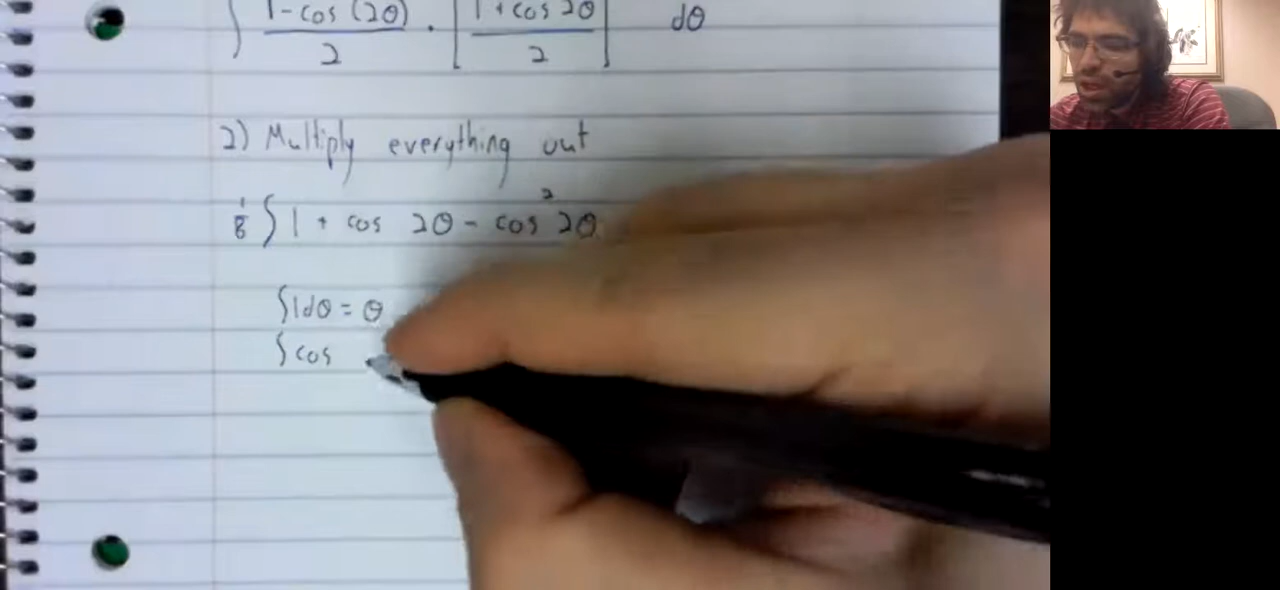 ∫ 1-cos(2θ)/2 · [1+cos 2θ/2] dθ
2) Multiply everything out
1/8 ∫ 1 + cos 2θ - cos² 2θ
∫1dθ = θ
∫cos